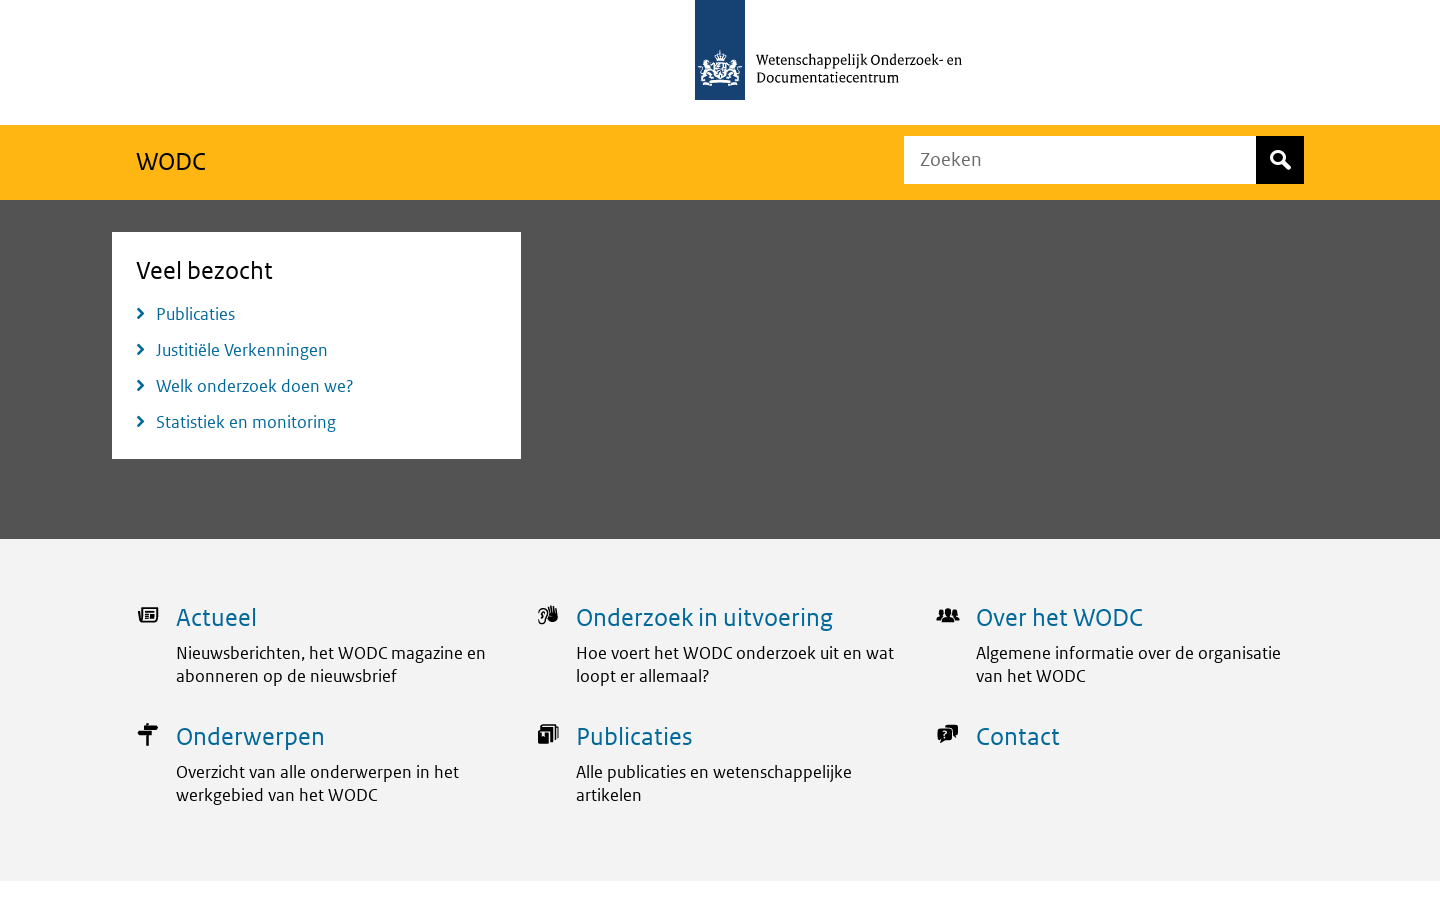 Wetenschappelijk Onderzoek- en
Documentatiecentrum
WODC
Zoeken
Veel bezocht
Publicaties
Justitiële Verkenningen
Welk onderzoek doen we?
Statistiek en monitoring
Actueel
Nieuwsberichten, het WODC magazine en
abonneren op de nieuwsbrief
Onderzoek in uitvoering
Hoe voert het WODC onderzoek uit en wat
loopt er allemaal?
Over het WODC
Algemene informatie over de organisatie
van het WODC
Onderwerpen
Overzicht van alle onderwerpen in het
werkgebied van het WODC
Publicaties
Alle publicaties en wetenschappelijke
artikelen
Contact